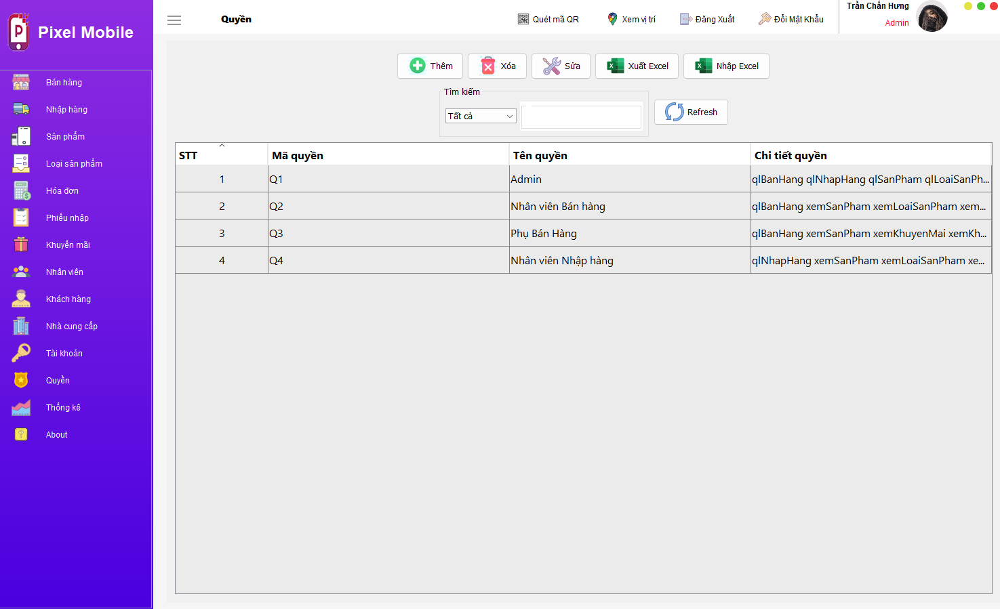 Pixel Mobile
Bán hàng
Nhập hàng
Sản phẩm
Loại sản phẩm
Hóa đơn
Phiếu nhập
Khuyến mãi
Nhân viên
Khách hàng
Nhà cung cấp
Tài khoản
Quyền
Thống kê
About
Quyền
Quét mã QR
Xem vị trí
Đăng Xuất
Đổi Mật Khẩu
Trần Chấn Hưng
Admin
Thêm
Xóa
Sửa
Xuất Excel
Nhập Excel
Tìm kiếm
Tất cả
Refresh
STT Mã quyền Tên quyền Chi tiết quyền
1 Q1 Admin qlBanHang qlNhapHang qlSanPham qlLoaiSanPh...
2 Q2 Nhân viên Bán hàng qlBanHang xemSanPham xemLoaiSanPham xem...
3 Q3 Phụ Bán Hàng qlBanHang xemSanPham xemKhuyenMai xemKh...
4 Q4 Nhân viên Nhập hàng qlNhapHang xemSanPham xemLoaiSanPham xe...